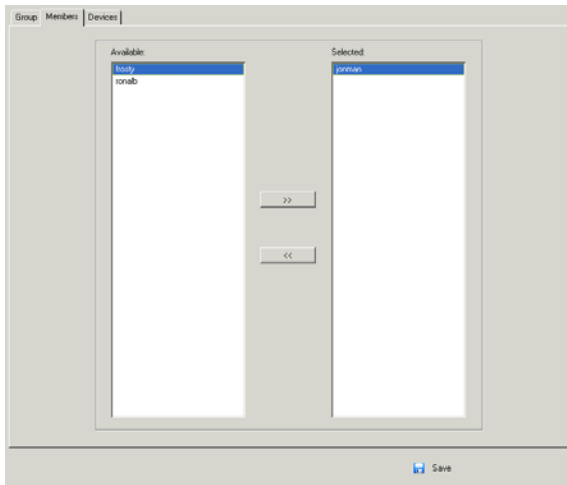 Group Members Devices
Available: Selected:
frosty jonman
ronalb
>>
<<
Save